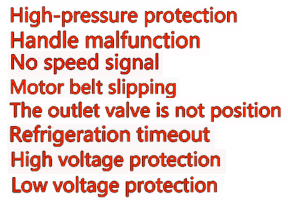 High-pressure protection
Handle malfunction
No speed signal
Motor belt slipping
The outlet valve is not position
Refrigeration timeout
High voltage protection
Low voltage protection